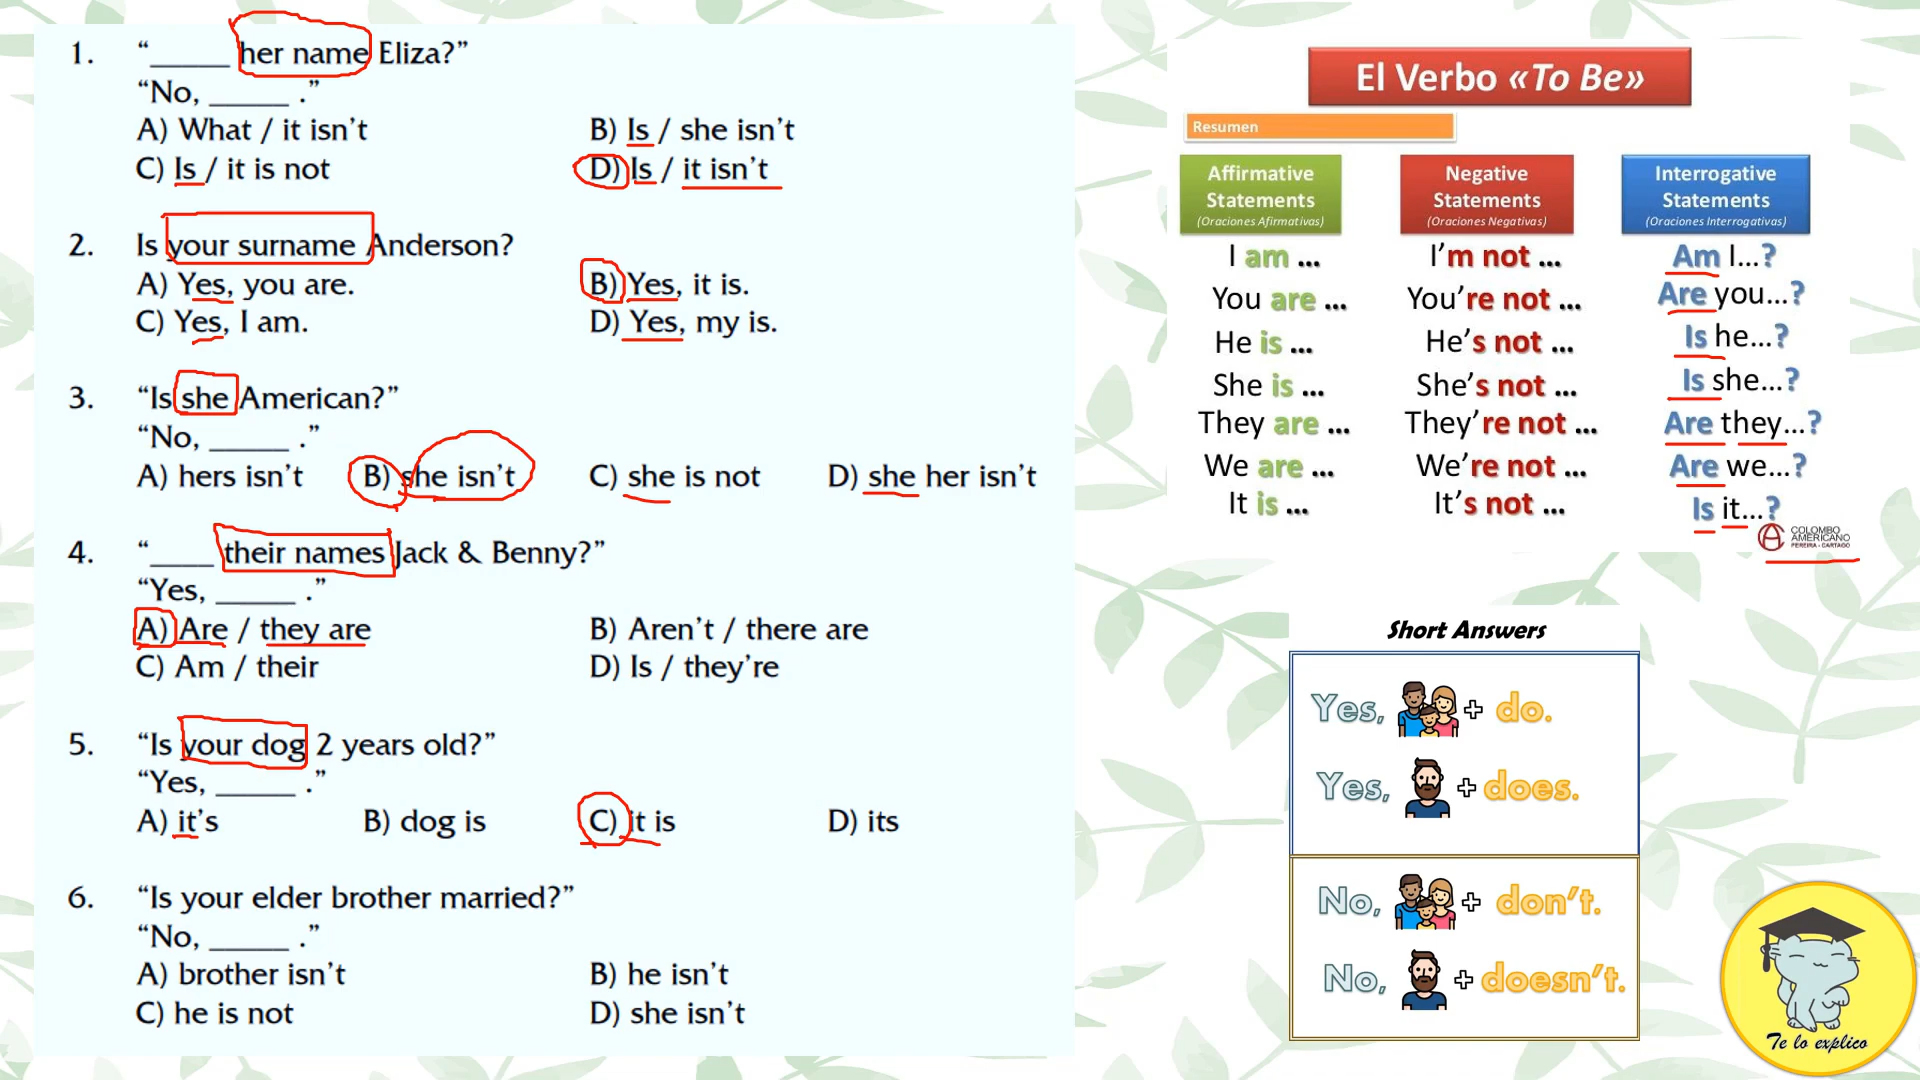 1. “_____ her name Eliza?”
“No, _____ .”
A) What / it isn’t
B) Is / she isn’t
C) Is / it is not
D) Is / it isn’t
2. Is your surname Anderson?
A) Yes, you are.
B) Yes, it is.
C) Yes, I am.
D) Yes, my is.
3. “Is she American?”
“No, _____ .”
A) hers isn’t
B) she isn’t
C) she is not
D) she her isn’t
4. “____ their names Jack & Benny?”
“Yes, _____ .”
A) Are / they are
B) Aren’t / there are
C) Am / their
D) Is / they’re
5. “Is your dog 2 years old?”
“Yes, _____ .”
A) it’s
B) dog is
C) it is
D) its
6. “Is your elder brother married?”
“No, _____ .”
A) brother isn’t
B) he isn’t
C) he is not
D) she isn’t
El Verbo «To Be»
Resumen
Affirmative
Statements
(Oraciones Afirmativas)
I am ...
You are ...
He is ...
She is ...
They are ...
We are ...
It is ...
Negative
Statements
(Oraciones Negativas)
I’m not ...
You’re not ...
He’s not ...
She’s not ...
They’re not ...
We’re not ...
It’s not ...
Interrogative
Statements
(Oraciones Interrogativas)
Am I...?
Are you...?
Is he...?
Is she...?
Are they...?
Are we...?
Is it...?
COLOMBO
AMERICANO
PEREIRA - CARTAGO
Short Answers
Yes, + do.
Yes, + does.
No, + don’t.
No, + doesn’t.
Te lo explico